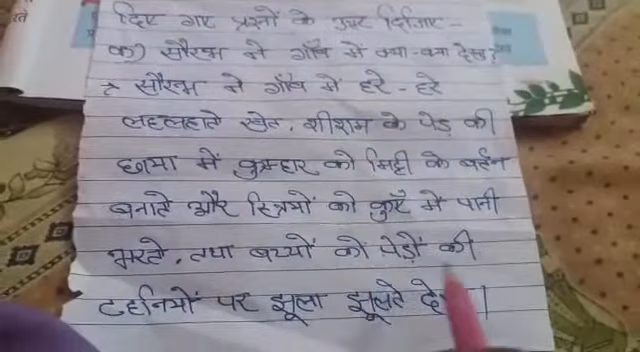 दिए गए प्रश्नों के उत्तर दीजिए -
क) सौरभ ने गाँव में क्या-क्या देखा?
सौरभ ने गाँव में हरे - हरे
लहलहाते खेत, शीशम के पेड़ की
छाया में कुम्हार को मिट्टी के बर्तन
बनाते और स्त्रियों को कुएँ में पानी
भरते, तथा बच्चों को पेड़ों की
टहनियों पर झूला झूलते दे